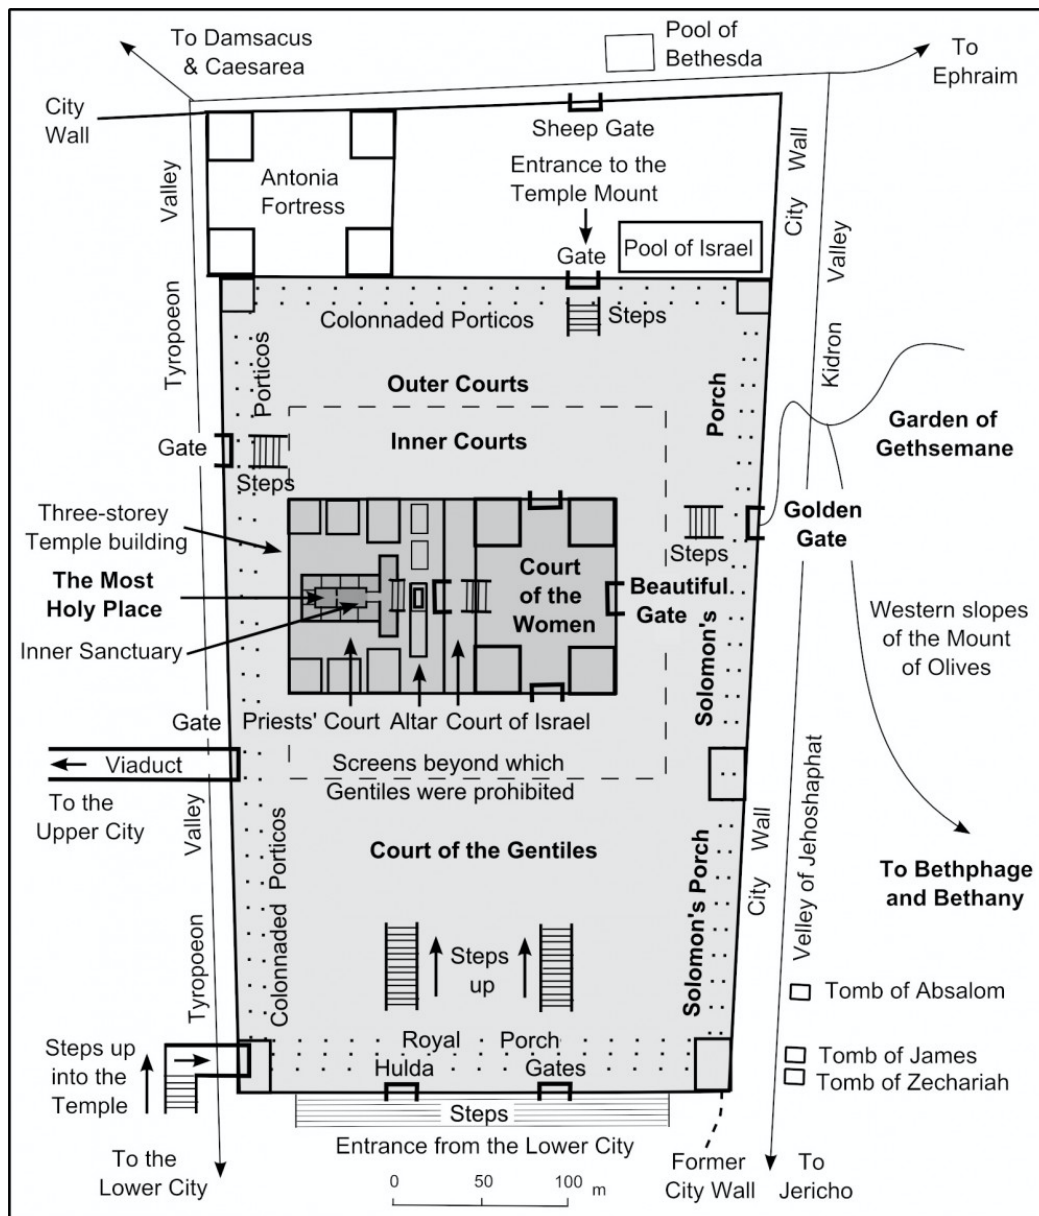 To Damsacus
& Caesarea
Pool of
Bethesda
To
Ephraim
City
Wall
Sheep Gate
Entrance to the
Temple Mount
Antonia
Fortress
Valley
City Wall
Gate
Pool of Israel
Valley
Tyropoeon
Colonnaded Porticos
Steps
Kidron
Porticos
Outer Courts
Porch
Inner Courts
Garden of
Gethsemane
Gate
Steps
Three-storey
Temple building
Golden
Gate
Steps
The Most
Holy Place
Court
of the
Women
Beautiful
Gate
Western slopes
of the Mount
of Olives
Inner Sanctuary
Solomon's
Gate
Priests' Court
Altar
Court of Israel
Viaduct
Screens beyond which
Gentiles were prohibited
To the
Upper City
Valley
Velley of Jehoshaphat
City Wall
Colonnaded Porticos
Court of the Gentiles
To Bethphage
and Bethany
Solomon's Porch
Tyropoeon
Steps
up
Tomb of Absalom
Steps up
into the
Temple
Royal Porch
Hulda Gates
Tomb of James
Tomb of Zechariah
Steps
Entrance from the Lower City
To the
Lower City
Former
City Wall
To
Jericho
0 50 100 m